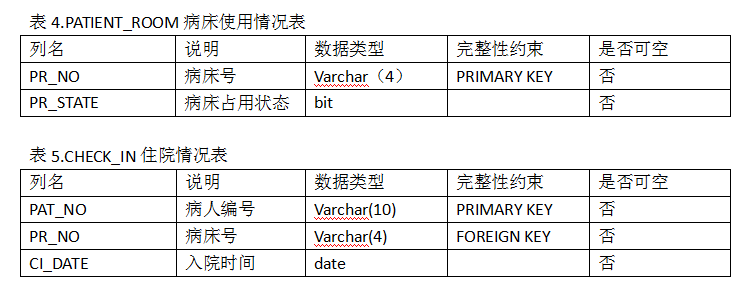 表 4.PATIENT_ROOM 病床使用情况表
列名 说明 数据类型 完整性约束 是否可空
PR_NO 病床号 Varchar（4） PRIMARY KEY 否
PR_STATE 病床占用状态 bit 否
表 5.CHECK_IN 住院情况表
列名 说明 数据类型 完整性约束 是否可空
PAT_NO 病人编号 Varchar(10) PRIMARY KEY 否
PR_NO 病床号 Varchar(4) FOREIGN KEY 否
CI_DATE 入院时间 date 否